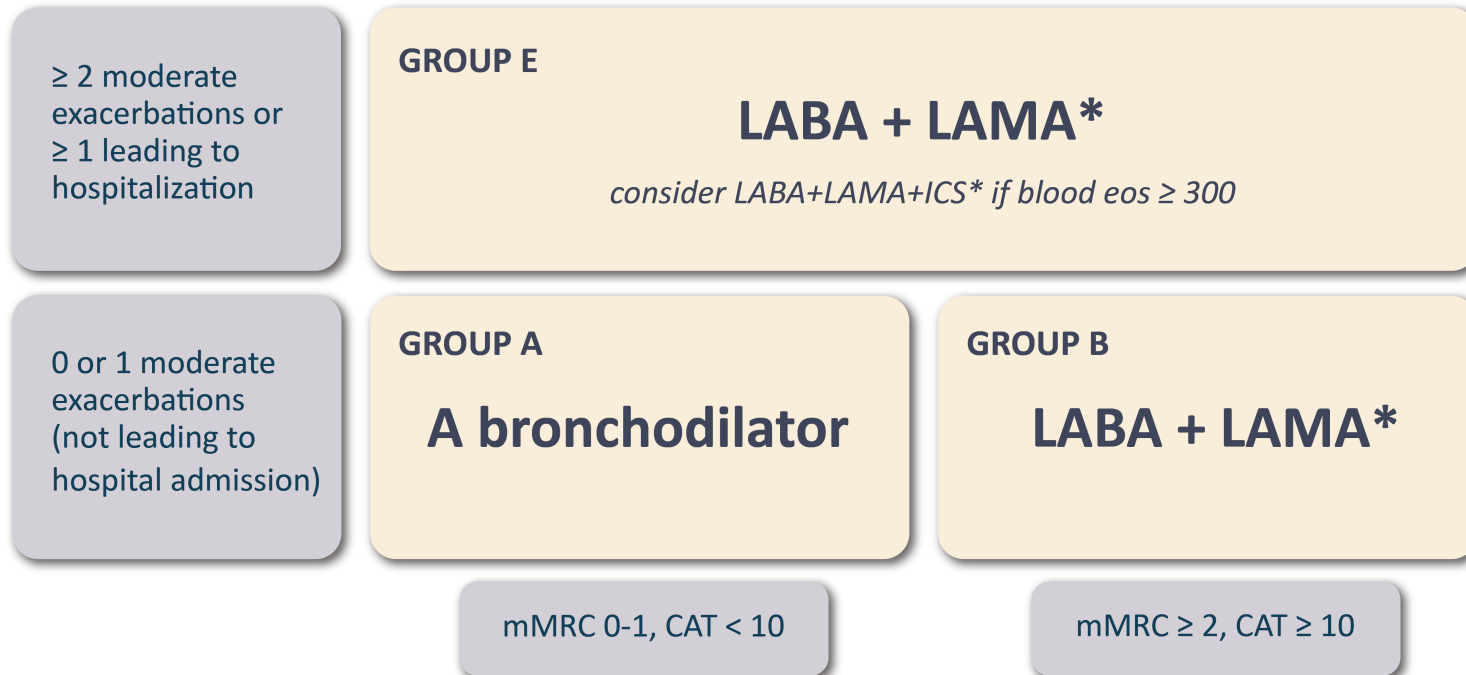 ≥ 2 moderate
exacerbations or
≥ 1 leading to
hospitalization
GROUP E
LABA + LAMA*
consider LABA+LAMA+ICS* if blood eos ≥ 300
0 or 1 moderate
exacerbations
(not leading to
hospital admission)
GROUP A
A bronchodilator
GROUP B
LABA + LAMA*
mMRC 0-1, CAT < 10
mMRC ≥ 2, CAT ≥ 10